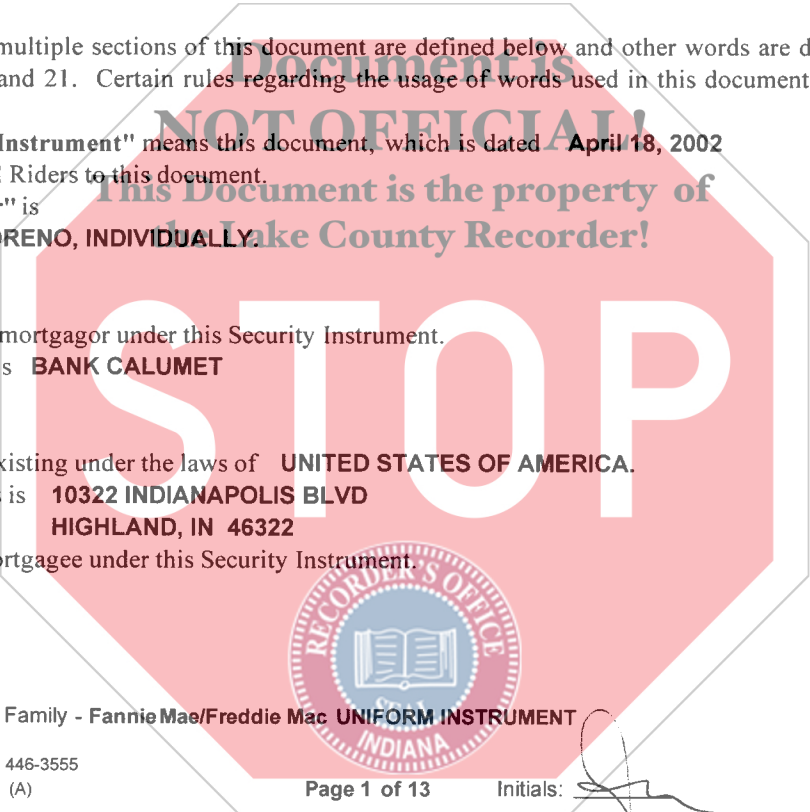 multiple sections of this document are defined below and other words are d
Document is
and 21. Certain rules regarding the usage of words used in this document
NOT OFFICIAL!
Instrument" means this document, which is dated April 18, 2002
Riders to this document.
This Document is the property of
" is
the Lake County Recorder!
RENO, INDIVIDUALLY.
STOP
mortgagor under this Security Instrument.
s BANK CALUMET
xisting under the laws of UNITED STATES OF AMERICA.
s is 10322 INDIANAPOLIS BLVD
HIGHLAND, IN 46322
rtgagee under this Security Instrument.
RECORDER'S OFFICE
SEAL
INDIANA
Family - Fannie Mae/Freddie Mac UNIFORM INSTRUMENT
446-3555
(A)
Page 1 of 13
Initials: